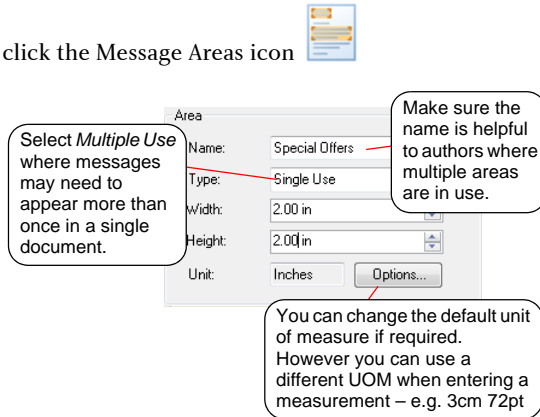 click the Message Areas icon
Area
Select Multiple Use
where messages
may need to
appear more than
once in a single
document.
Make sure the
name is helpful
to authors where
multiple areas
are in use.
Name: Special Offers
Type: Single Use
Width: 2.00 in
Height: 2.00 in
Unit: Inches Options...
You can change the default unit
of measure if required.
However you can use a
different UOM when entering a
measurement – e.g. 3cm 72pt